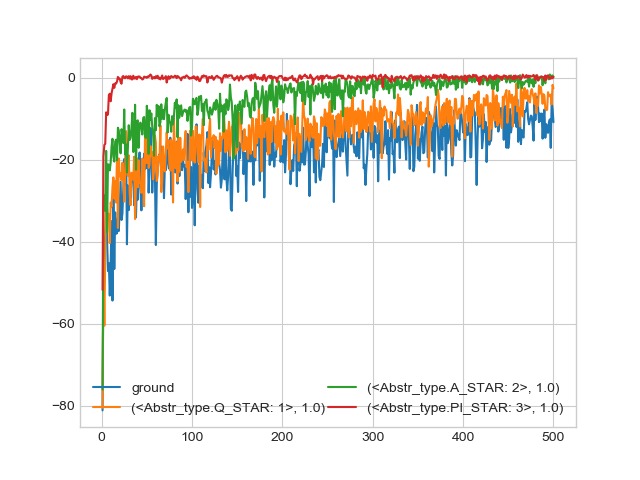 0
−20
−40
−60
−80
ground
(<Abstr_type.Q_STAR: 1>, 1.0)
(<Abstr_type.A_STAR: 2>, 1.0)
(<Abstr_type.PI_STAR: 3>, 1.0)
0 100 200 300 400 500